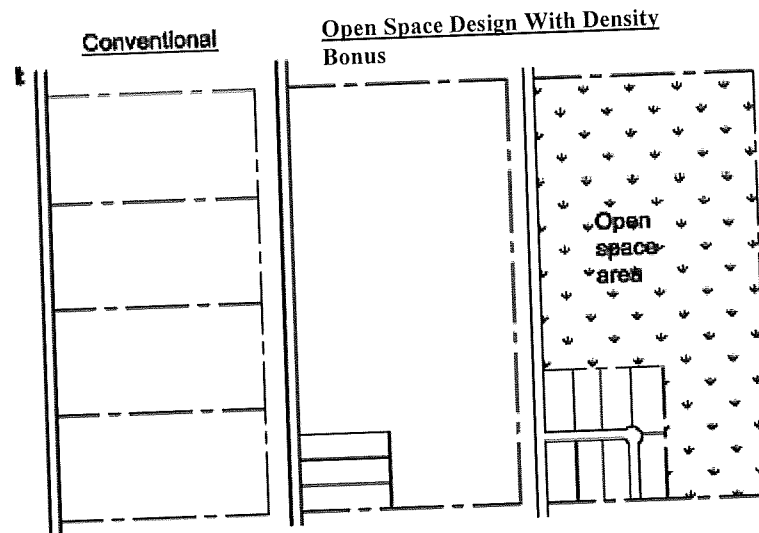 Conventional
Open Space Design With Density
Bonus
Open
space
area